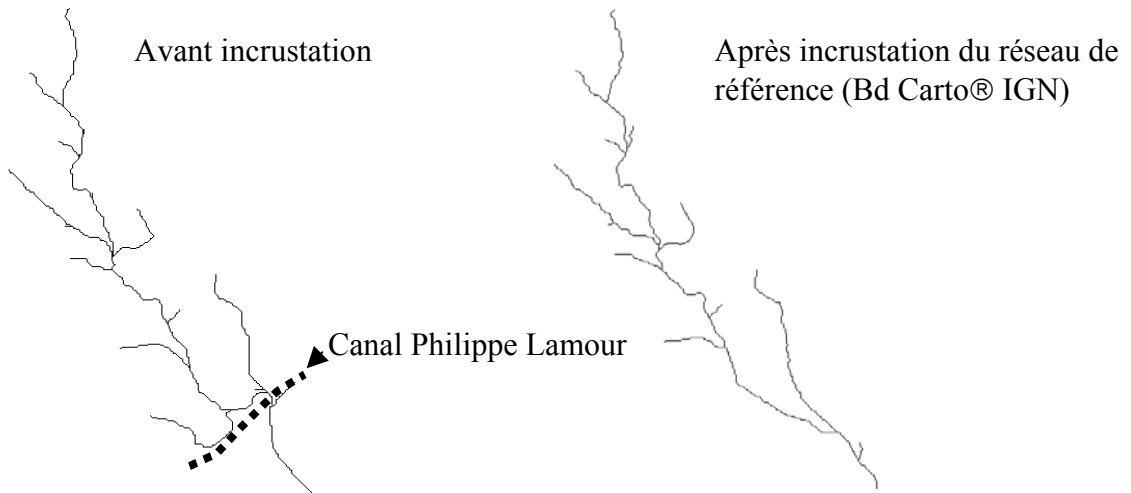 Avant incrustation
Après incrustation du réseau de
référence (Bd Carto® IGN)
Canal Philippe Lamour